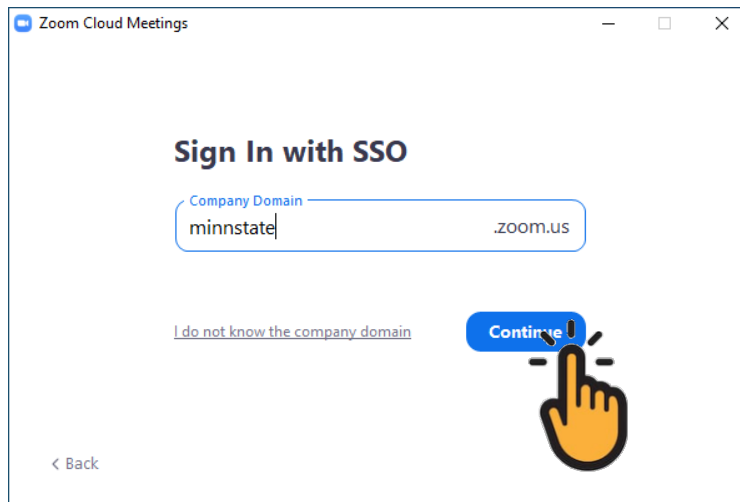 Zoom Cloud Meetings
Sign In with SSO
Company Domain
minnstate .zoom.us
I do not know the company domain
Continue
< Back